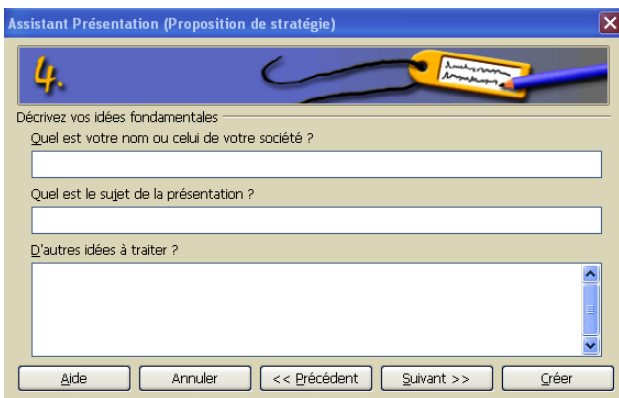 Assistant Présentation (Proposition de stratégie)
4.
Décrivez vos idées fondamentales
Quel est votre nom ou celui de votre société ?
Quel est le sujet de la présentation ?
D'autres idées à traiter ?
Aide Annuler << Précédent Suivant >> Créer